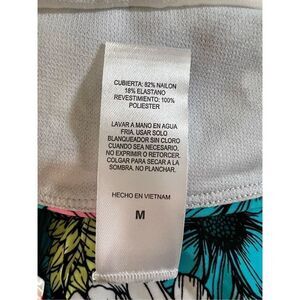 CUBIERTA: 82% NAILON
18% ELASTANO
REVESTIMIENTO: 100%
POLIESTER
LAVAR A MANO EN AGUA
FRIA, USAR SOLO
BLANQUEADOR SIN CLORO
CUANDO SEA NECESARIO,
NO EXPRIMIR O RETORCER.
COLGAR PARA SECAR A LA
SOMBRA. NO PLANCHAR.
HECHO EN VIETNAM
M